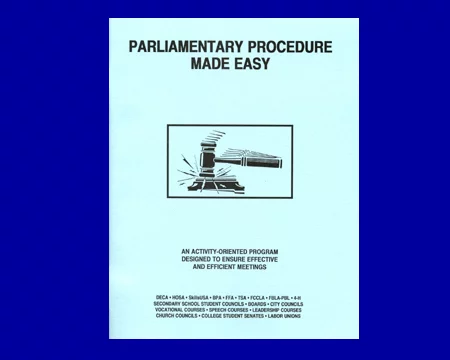 PARLIAMENTARY PROCEDURE
MADE EASY
AN ACTIVITY-ORIENTED PROGRAM
DESIGNED TO ENSURE EFFECTIVE
AND EFFICIENT MEETINGS
DECA • HOSA • SkillsUSA • BPA • FFA • TSA • FCCLA • FBLA-PBL • 4-H
SECONDARY SCHOOL STUDENT COUNCILS • BOARDS • CITY COUNCILS
VOCATIONAL COURSES • SPEECH COURSES • LEADERSHIP COURSES
CHURCH COUNCILS • COLLEGE STUDENT SENATES • LABOR UNIONS